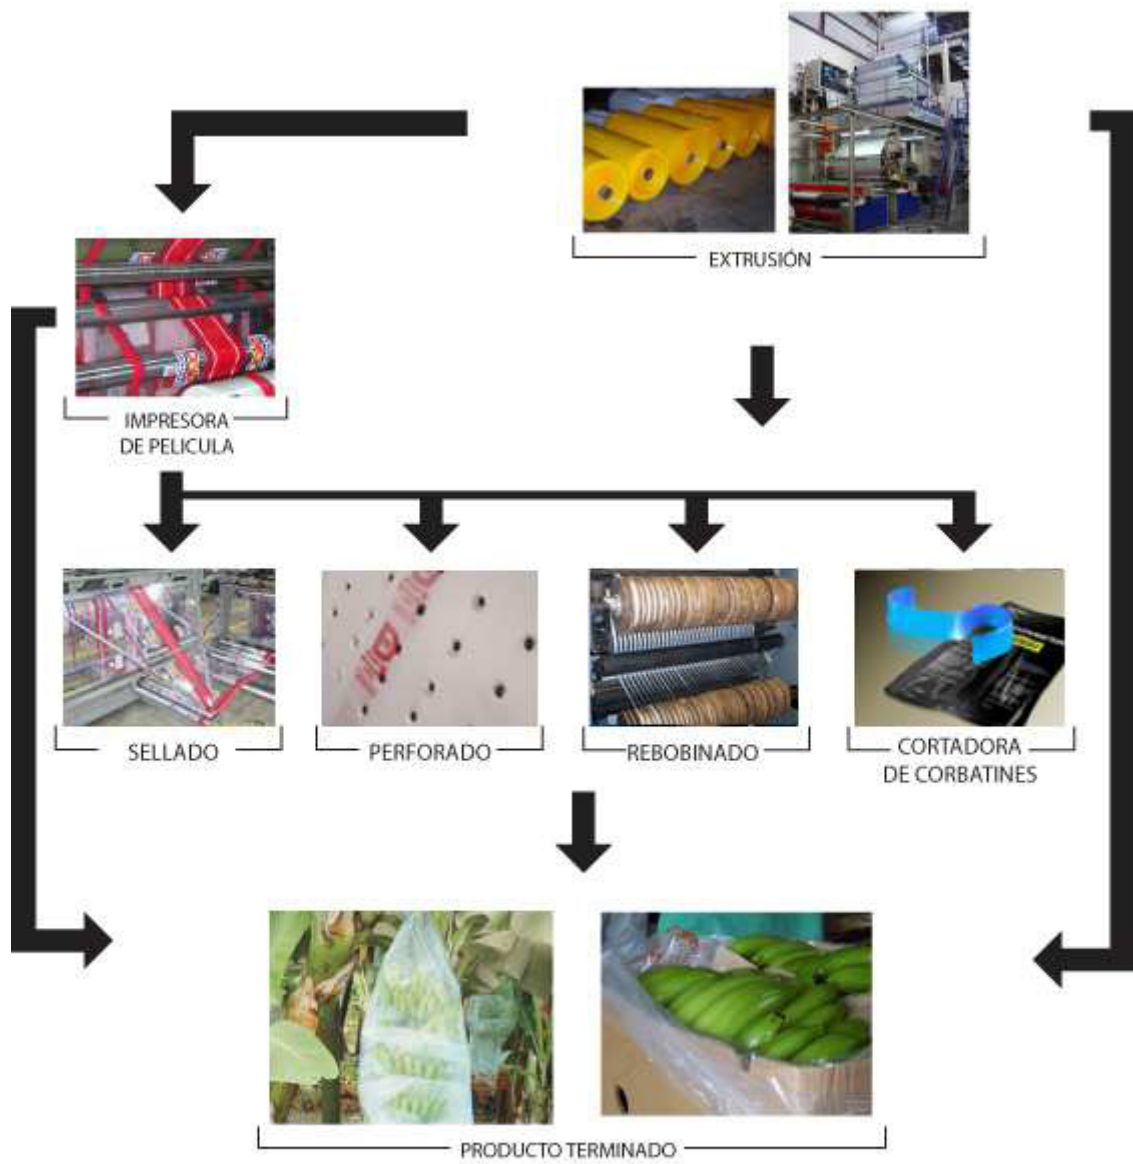 EXTRUSIÓN
IMPRESORA
DE PELICULA
SELLADO
PERFORADO
REBOBINADO
CORTADORA
DE CORBATINES
PRODUCTO TERMINADO